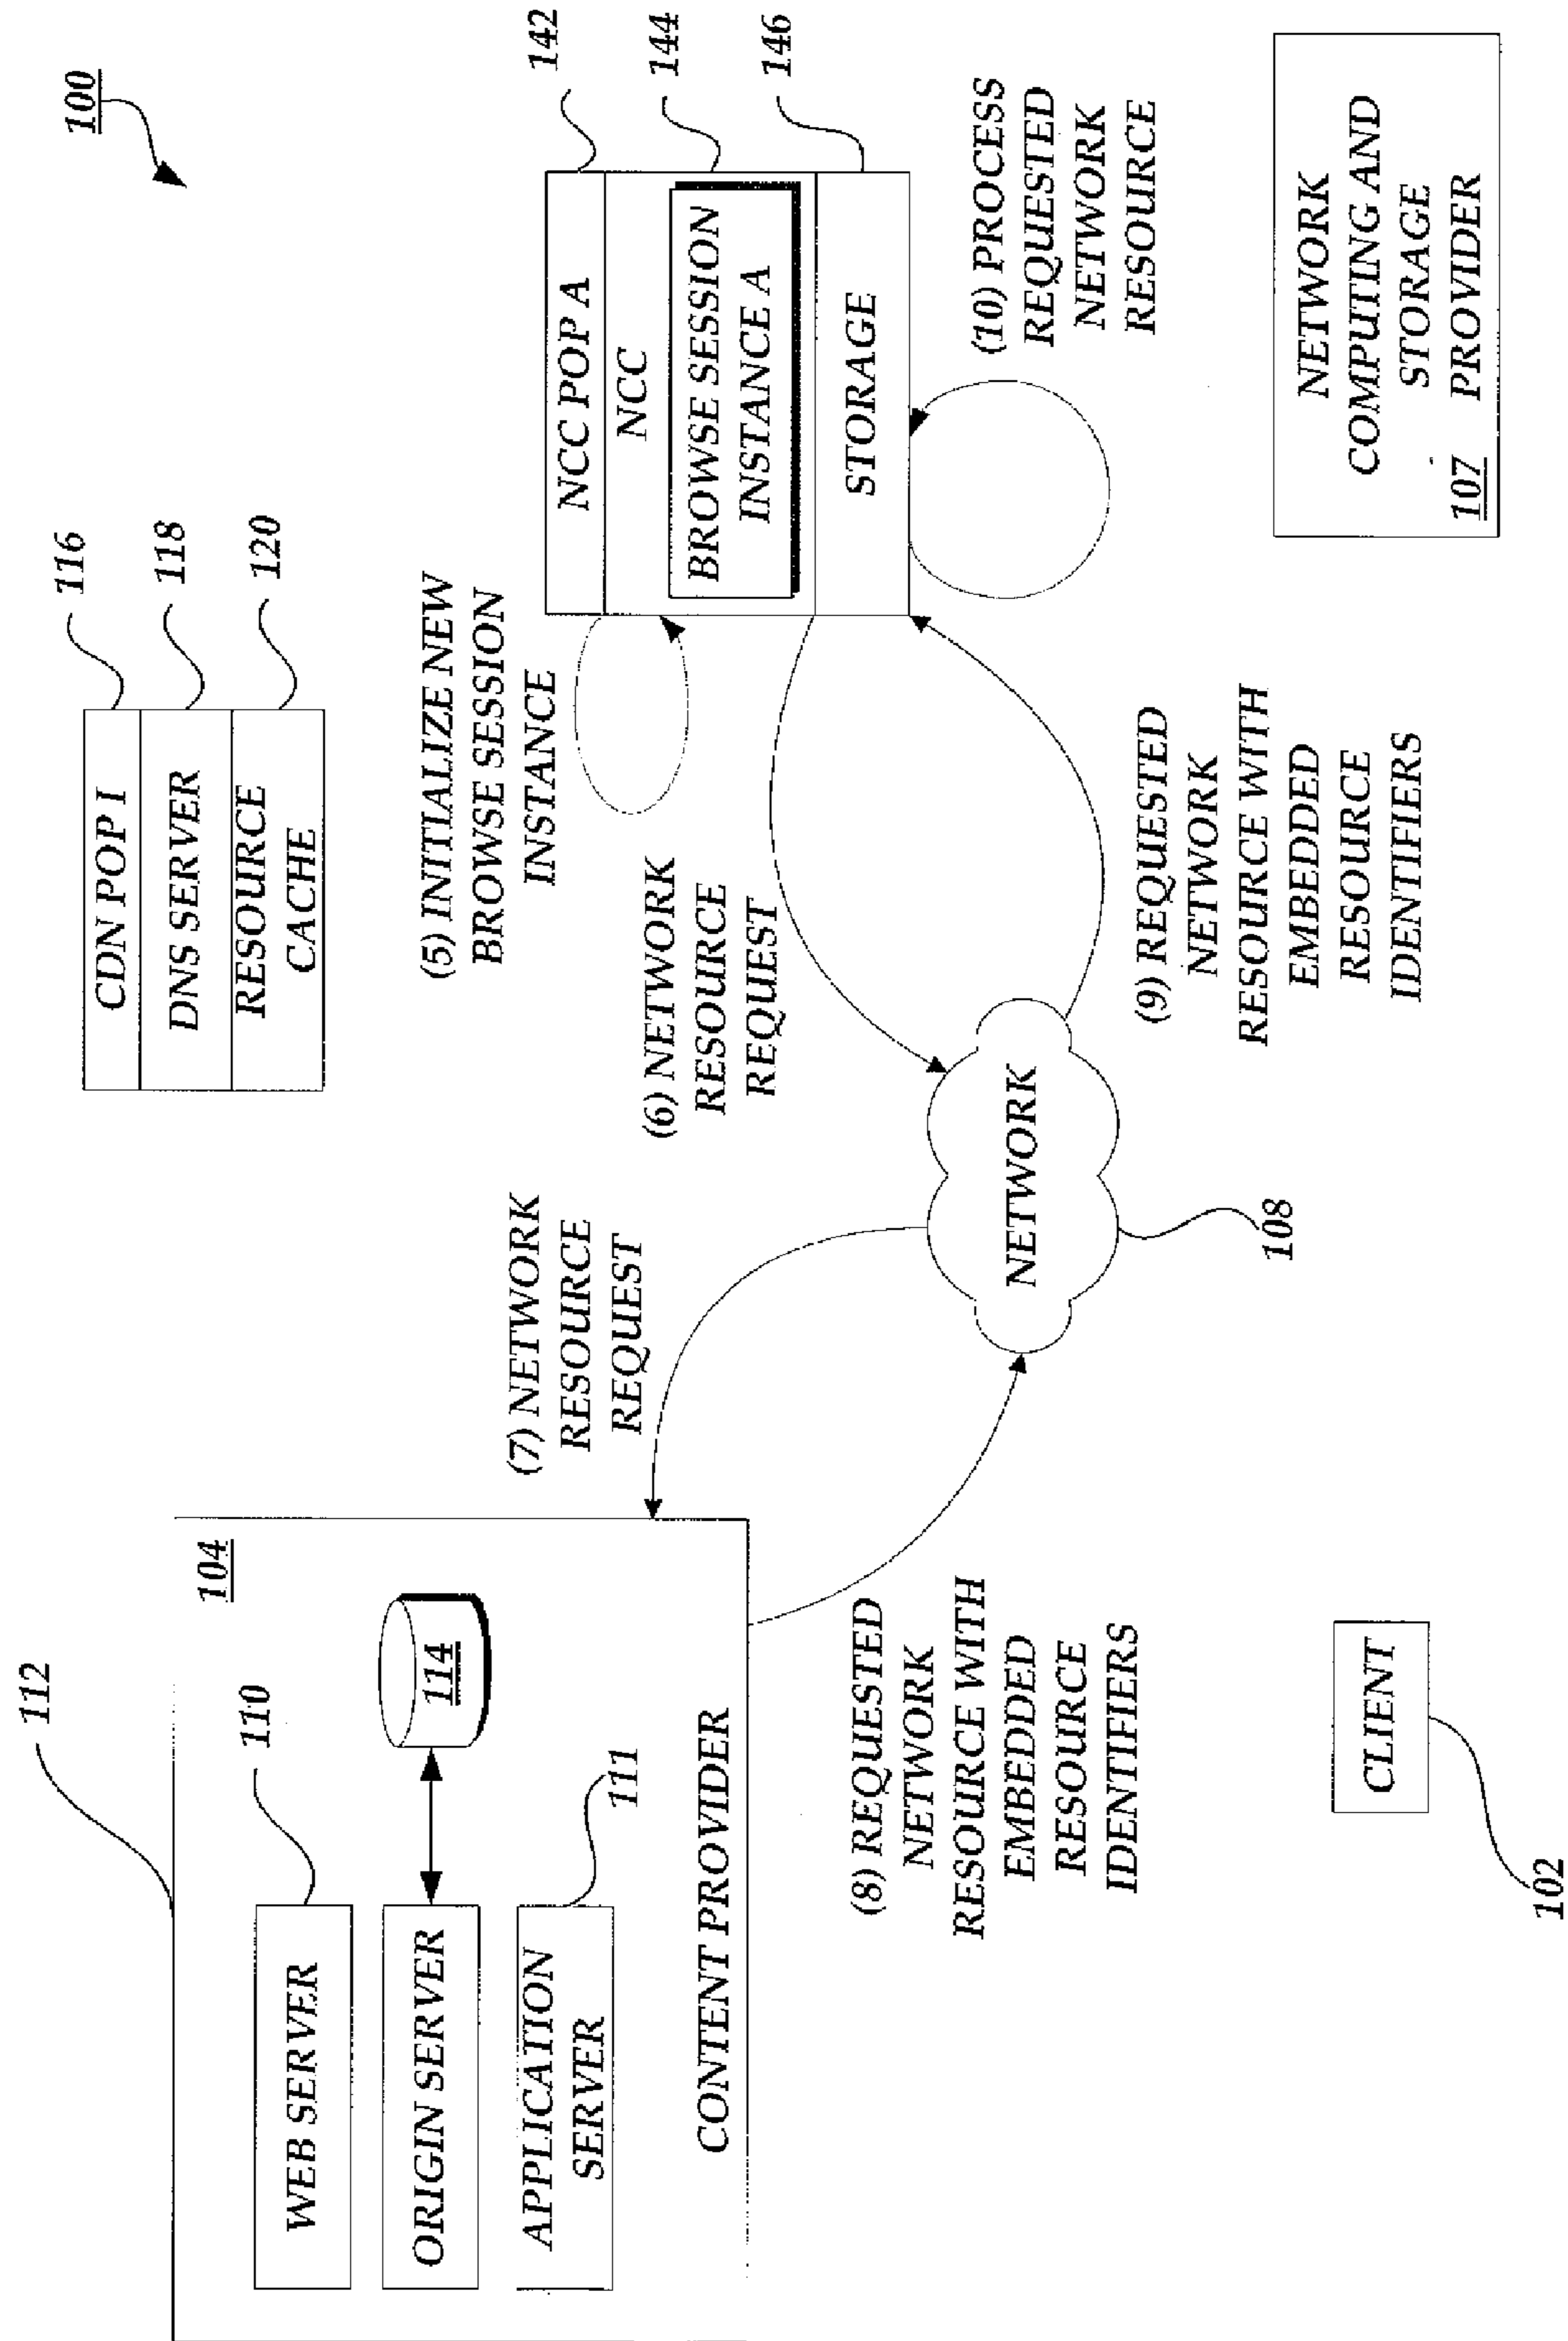 100
112
104
110
WEB SERVER
ORIGIN SERVER
114
APPLICATION
SERVER
111
CONTENT PROVIDER
CDN POP I
DNS SERVER
RESOURCE
CACHE
116
118
120
(5) INITIALIZE NEW
BROWSE SESSION
INSTANCE
NCC POP A
NCC
BROWSE SESSION
INSTANCE A
STORAGE
142
144
146
(6) NETWORK
RESOURCE
REQUEST
(7) NETWORK
RESOURCE
REQUEST
(8) REQUESTED
NETWORK
RESOURCE WITH
EMBEDDED
RESOURCE
IDENTIFIERS
NETWORK
108
(9) REQUESTED
NETWORK
RESOURCE WITH
EMBEDDED
RESOURCE
IDENTIFIERS
(10) PROCESS
REQUESTED
NETWORK
RESOURCE
CLIENT
102
NETWORK
COMPUTING AND
STORAGE
107 PROVIDER